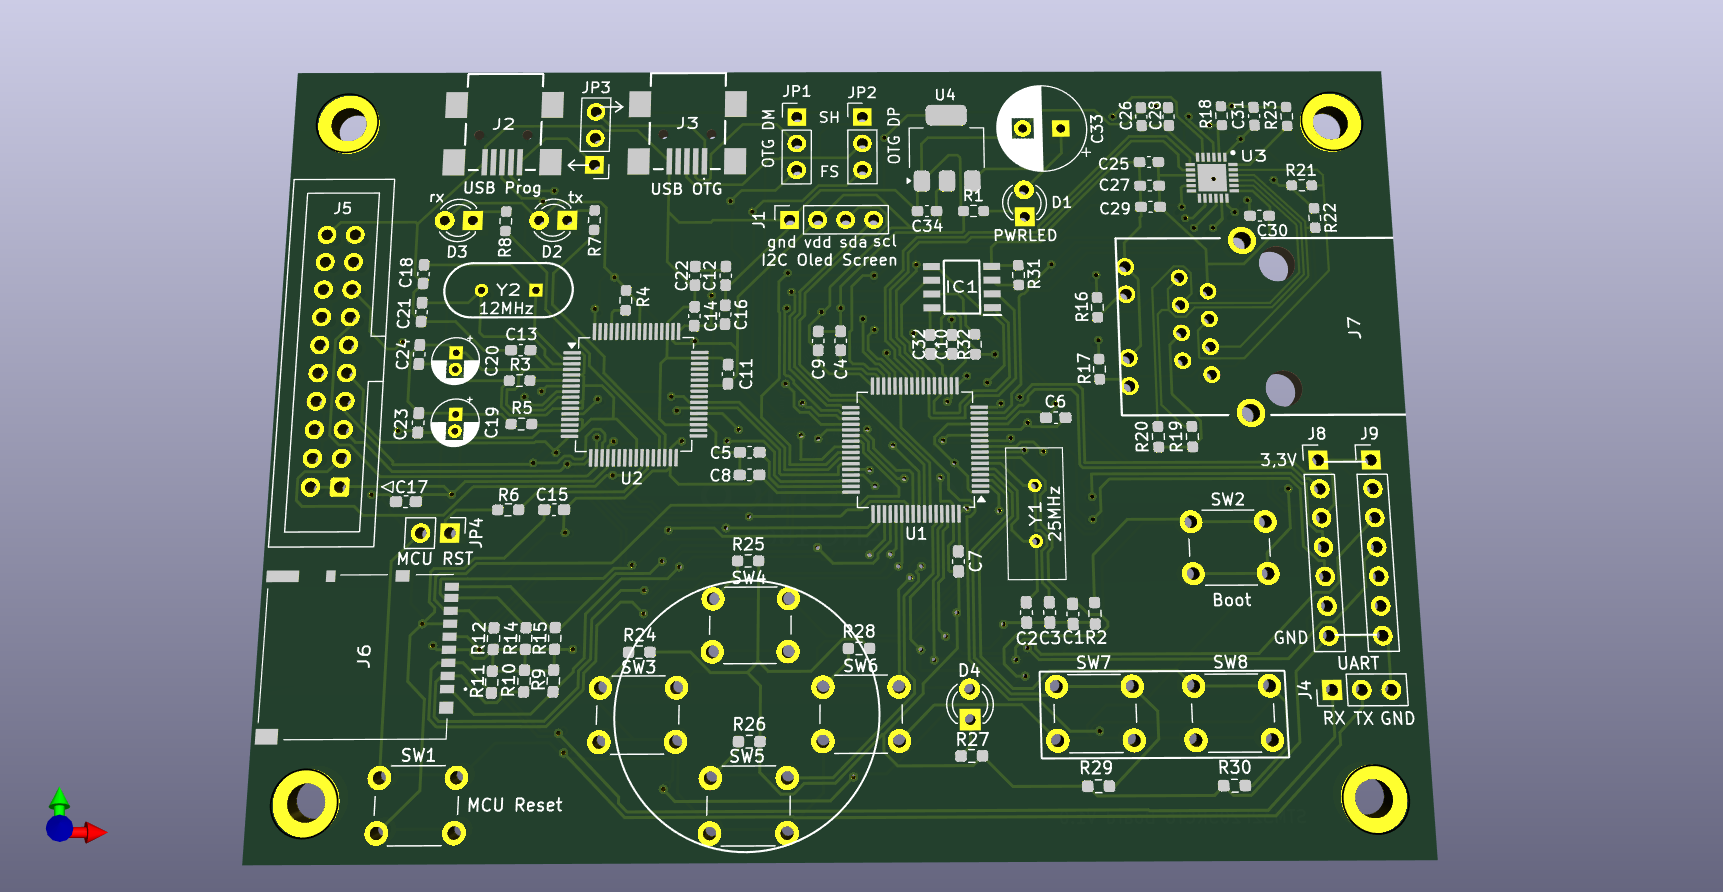 JP3
J2
J3
USB Prog
USB OTG
JP1
JP2
OTG DM
SH
FS
OTG DP
U4
C33
+
C26
C28
R18
C31
R23
C25
C27
C29
U3
R21
R22
C30
rx
tx
D3
R8
D2
R7
J1
gnd vdd sda scl
I2C Oled Screen
C34
R1
D1
PWRLED
J5
C18
C21
C24
C23
Y2
12MHz
R4
C22
C12
C14
C16
IC1
R31
R16
R17
J7
C13
R3
C20
+
C19
+
R5
C11
C9
C4
C32
C10
R32
C6
U2
C5
C8
R20
R19
J8
J9
3,3V
C17
R6
C15
JP4
MCU RST
U1
Y1
25MHz
SW2
Boot
R25
SW4
C7
J6
R12
R14
R15
R11
R10
R9
R24
SW3
R28
SW6
C2
C3
C1
R2
GND
UART
D4
SW7
SW8
J4
RX TX GND
R26
SW5
R27
R29
R30
SW1
MCU Reset